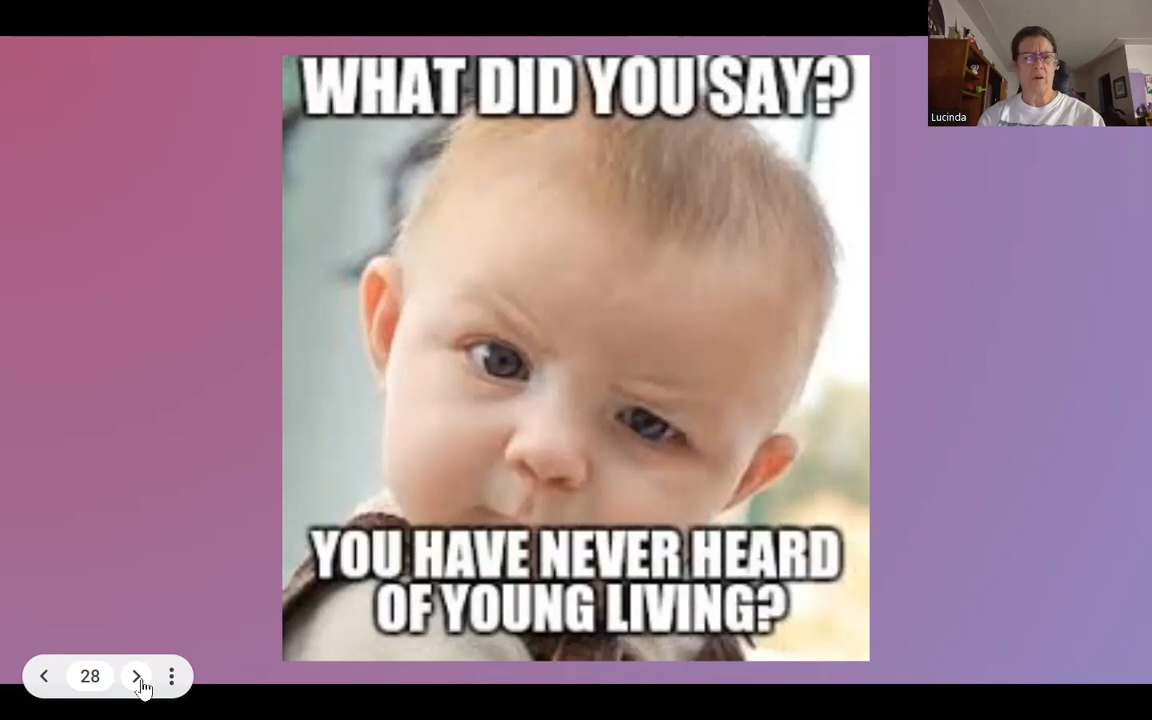 WHAT DID YOU SAY?
Lucinda
YOU HAVE NEVER HEARD
OF YOUNG LIVING?
28